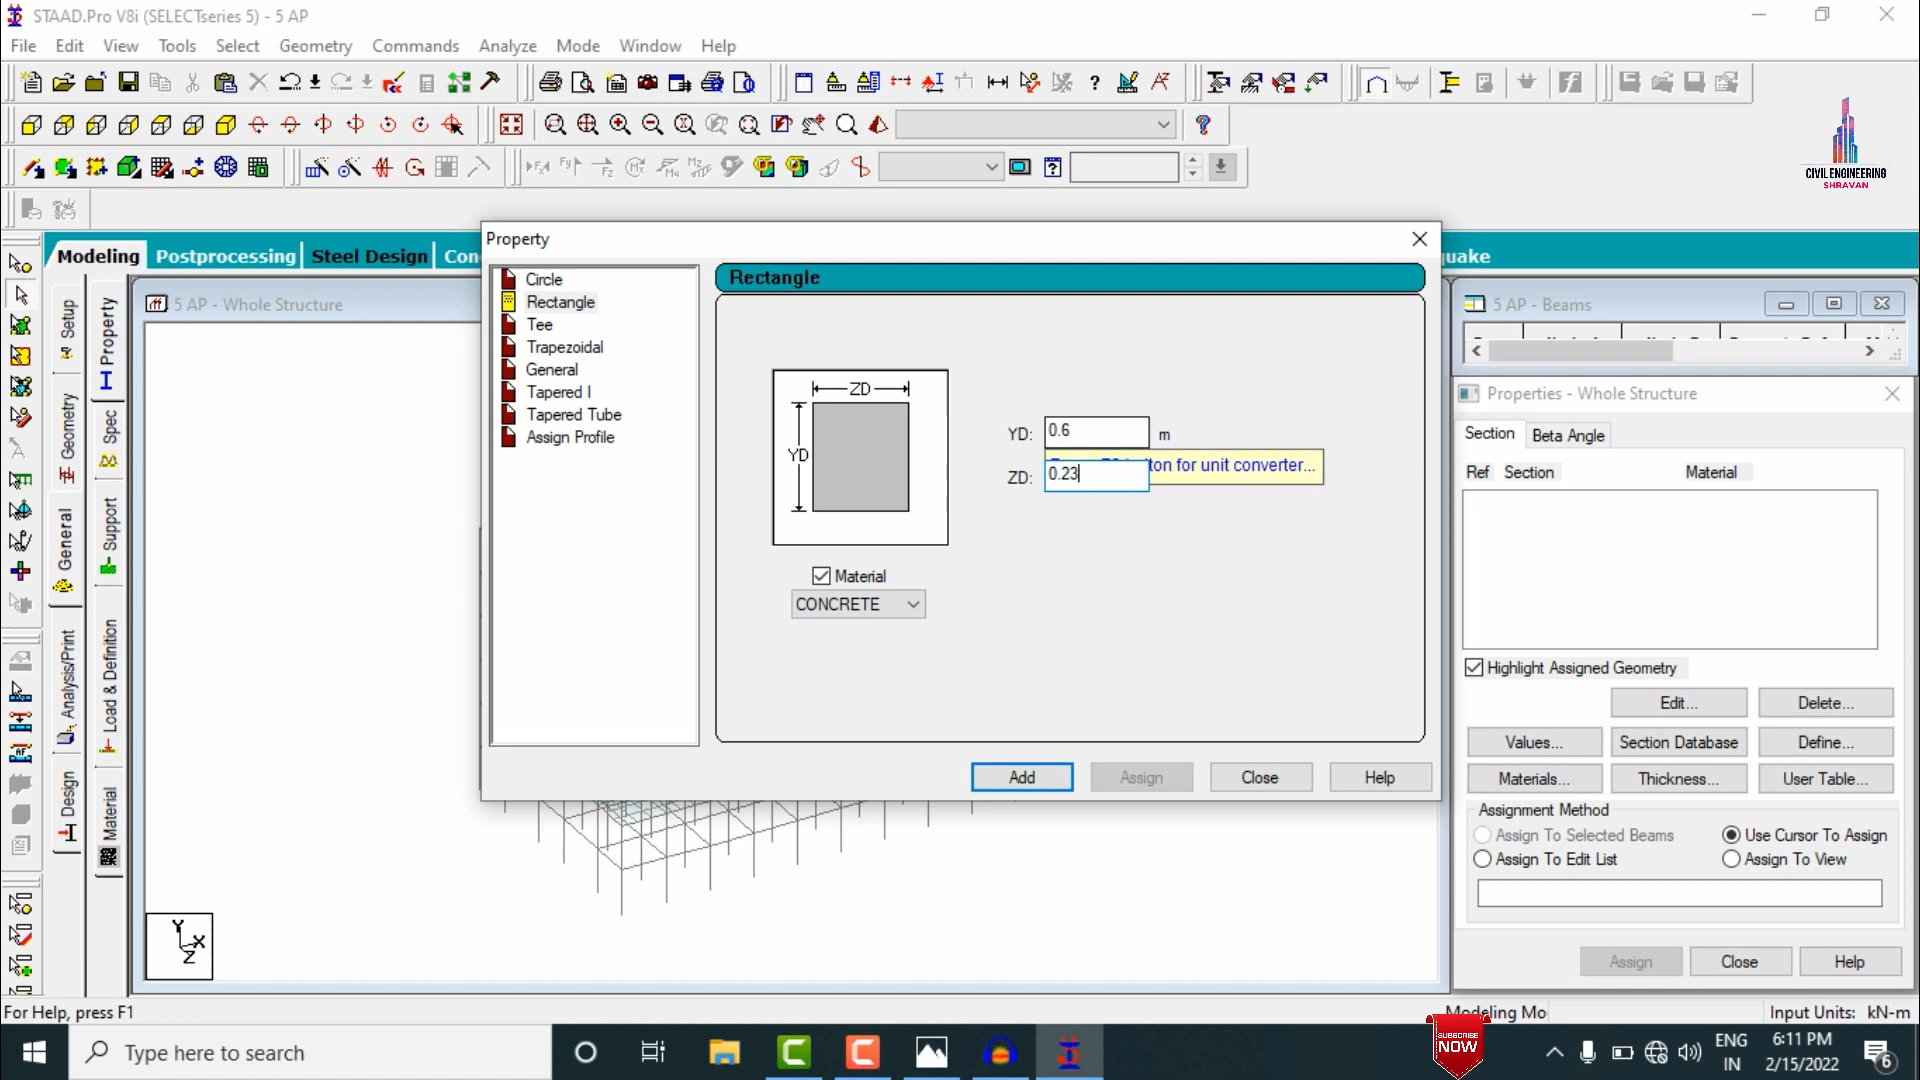 STAAD.Pro V8i (SELECTseries 5) - 5 AP
File Edit View Tools Select Geometry Commands Analyze Mode Window Help
CIVIL ENGINEERING
SHRAVAN
Modeling Postprocessing Steel Design Con
quake
Property
Circle
Rectangle
Tee
Trapezoidal
General
Tapered I
Tapered Tube
Assign Profile
Rectangle
ZD
YD
YD: 0.6 m
ZD: 0.23
for unit converter...
Material
CONCRETE
Add Assign Close Help
5 AP - Whole Structure
Setup
Geometry
General
Analysis/Print
Design
Property
Spec
Support
Load & Definition
Material
Y
X
Z
5 AP - Beams
Properties - Whole Structure
Section Beta Angle
Ref Section Material
Highlight Assigned Geometry
Edit... Delete...
Values... Section Database Define...
Materials... Thickness... User Table...
Assignment Method
Assign To Selected Beams Use Cursor To Assign
Assign To Edit List Assign To View
Assign Close Help
For Help, press F1
Modeling Mo
Input Units: kN-m
Type here to search
SUBSCRIBE
NOW
ENG
IN
6:11 PM
2/15/2022
6